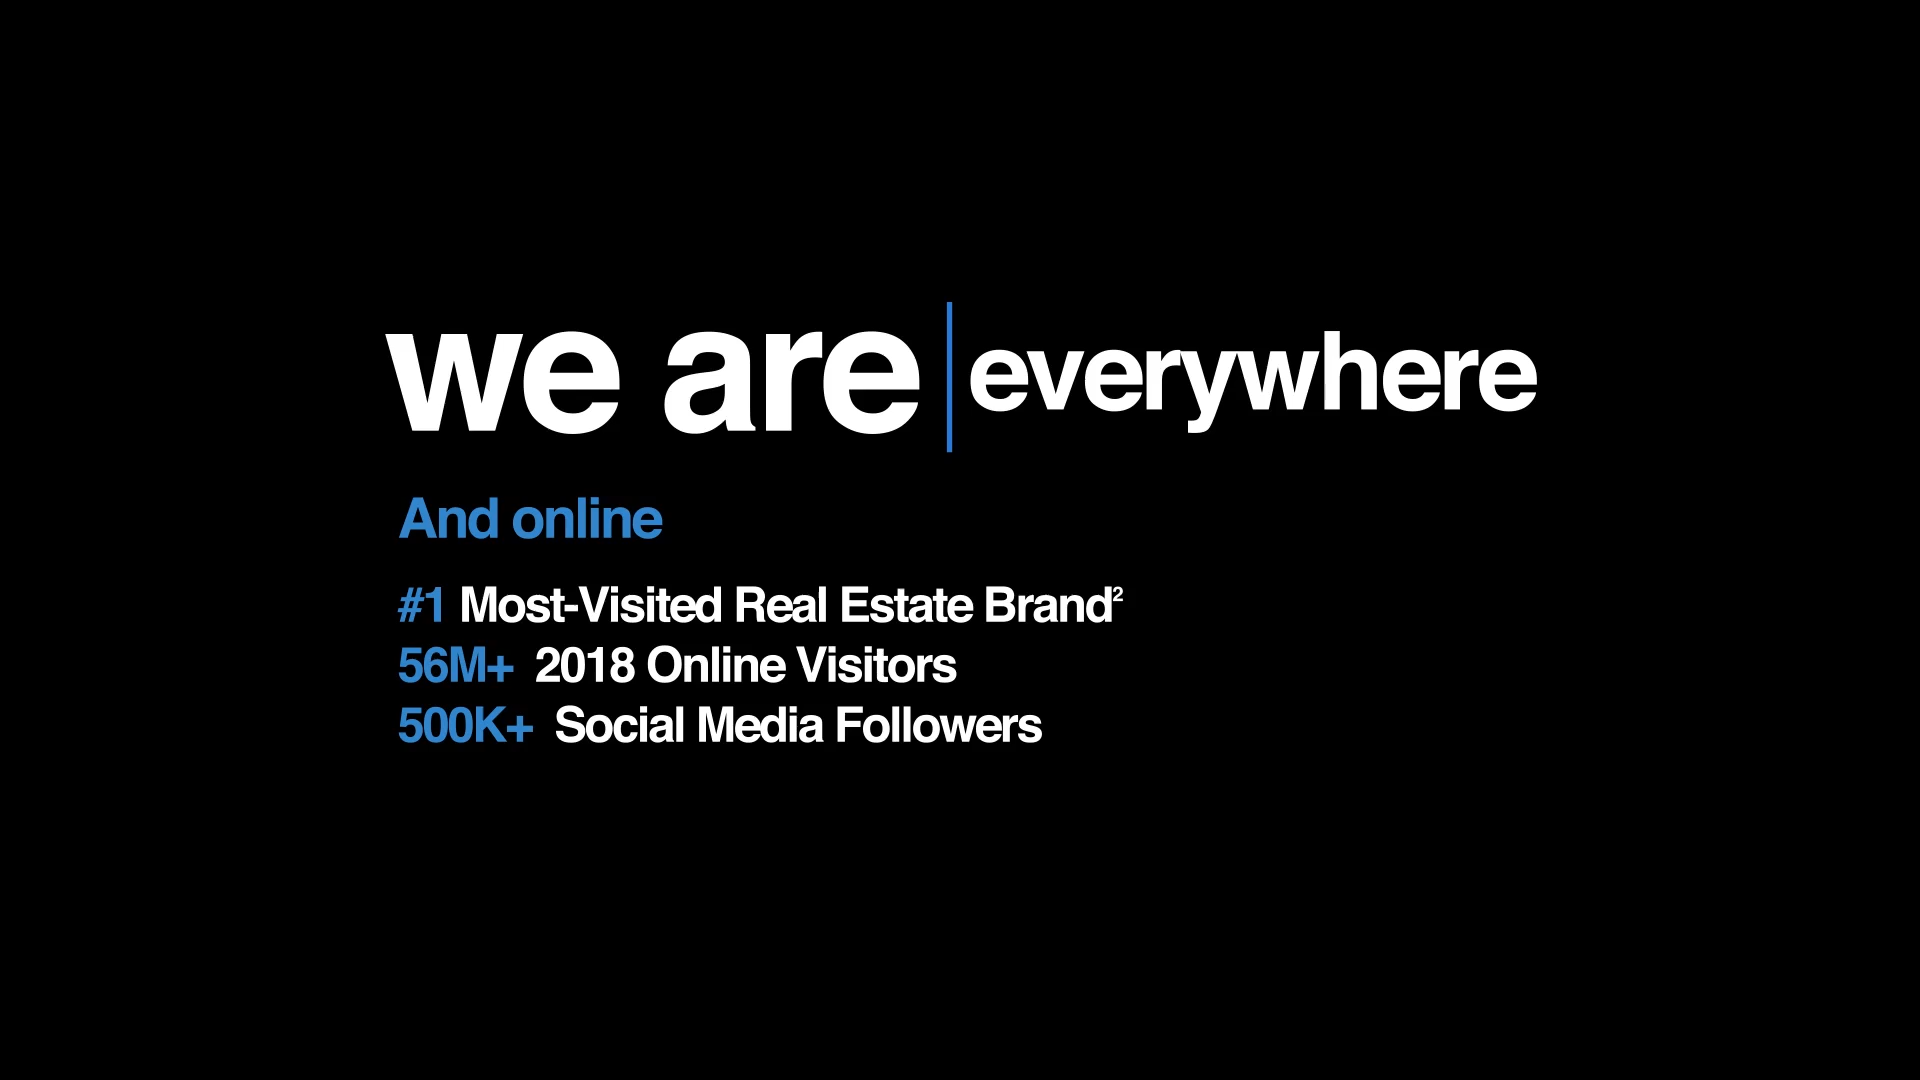 we are | everywhere
And online
#1 Most-Visited Real Estate Brand²
56M+ 2018 Online Visitors
500K+ Social Media Followers